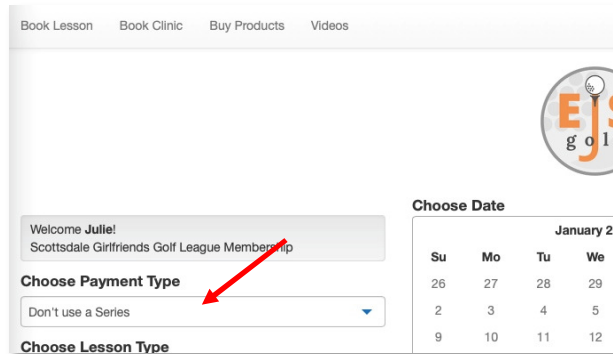 Book Lesson Book Clinic Buy Products Videos
g o l
Welcome Julie!
Scottsdale Girlfriends Golf League Membership
Choose Payment Type
Don't use a Series
Choose Lesson Type
Choose Date
January 2
Su Mo Tu We
26 27 28 29
2 3 4 5
9 10 11 12